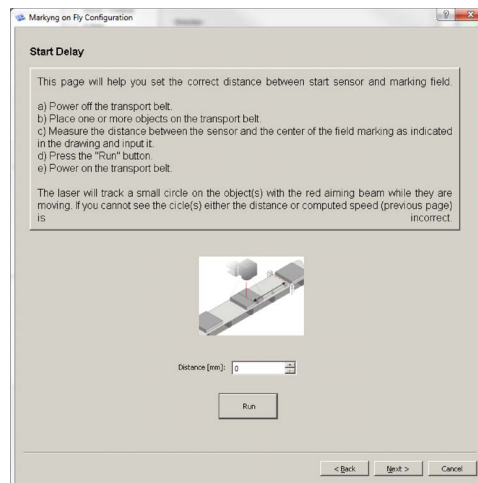 Markyng on Fly Configuration
Start Delay
This page will help you set the correct distance between start sensor and marking field.
a) Power off the transport belt.
b) Place one or more objects on the transport belt.
c) Measure the distance between the sensor and the center of the field marking as indicated
in the drawing and input it.
d) Press the "Run" button.
e) Power on the transport belt.
The laser will track a small circle on the object(s) with the red aiming beam while they are
moving. If you cannot see the cicle(s) either the distance or computed speed (previous page)
is incorrect.
Distance [mm]: 0
Run
< Back Next > Cancel